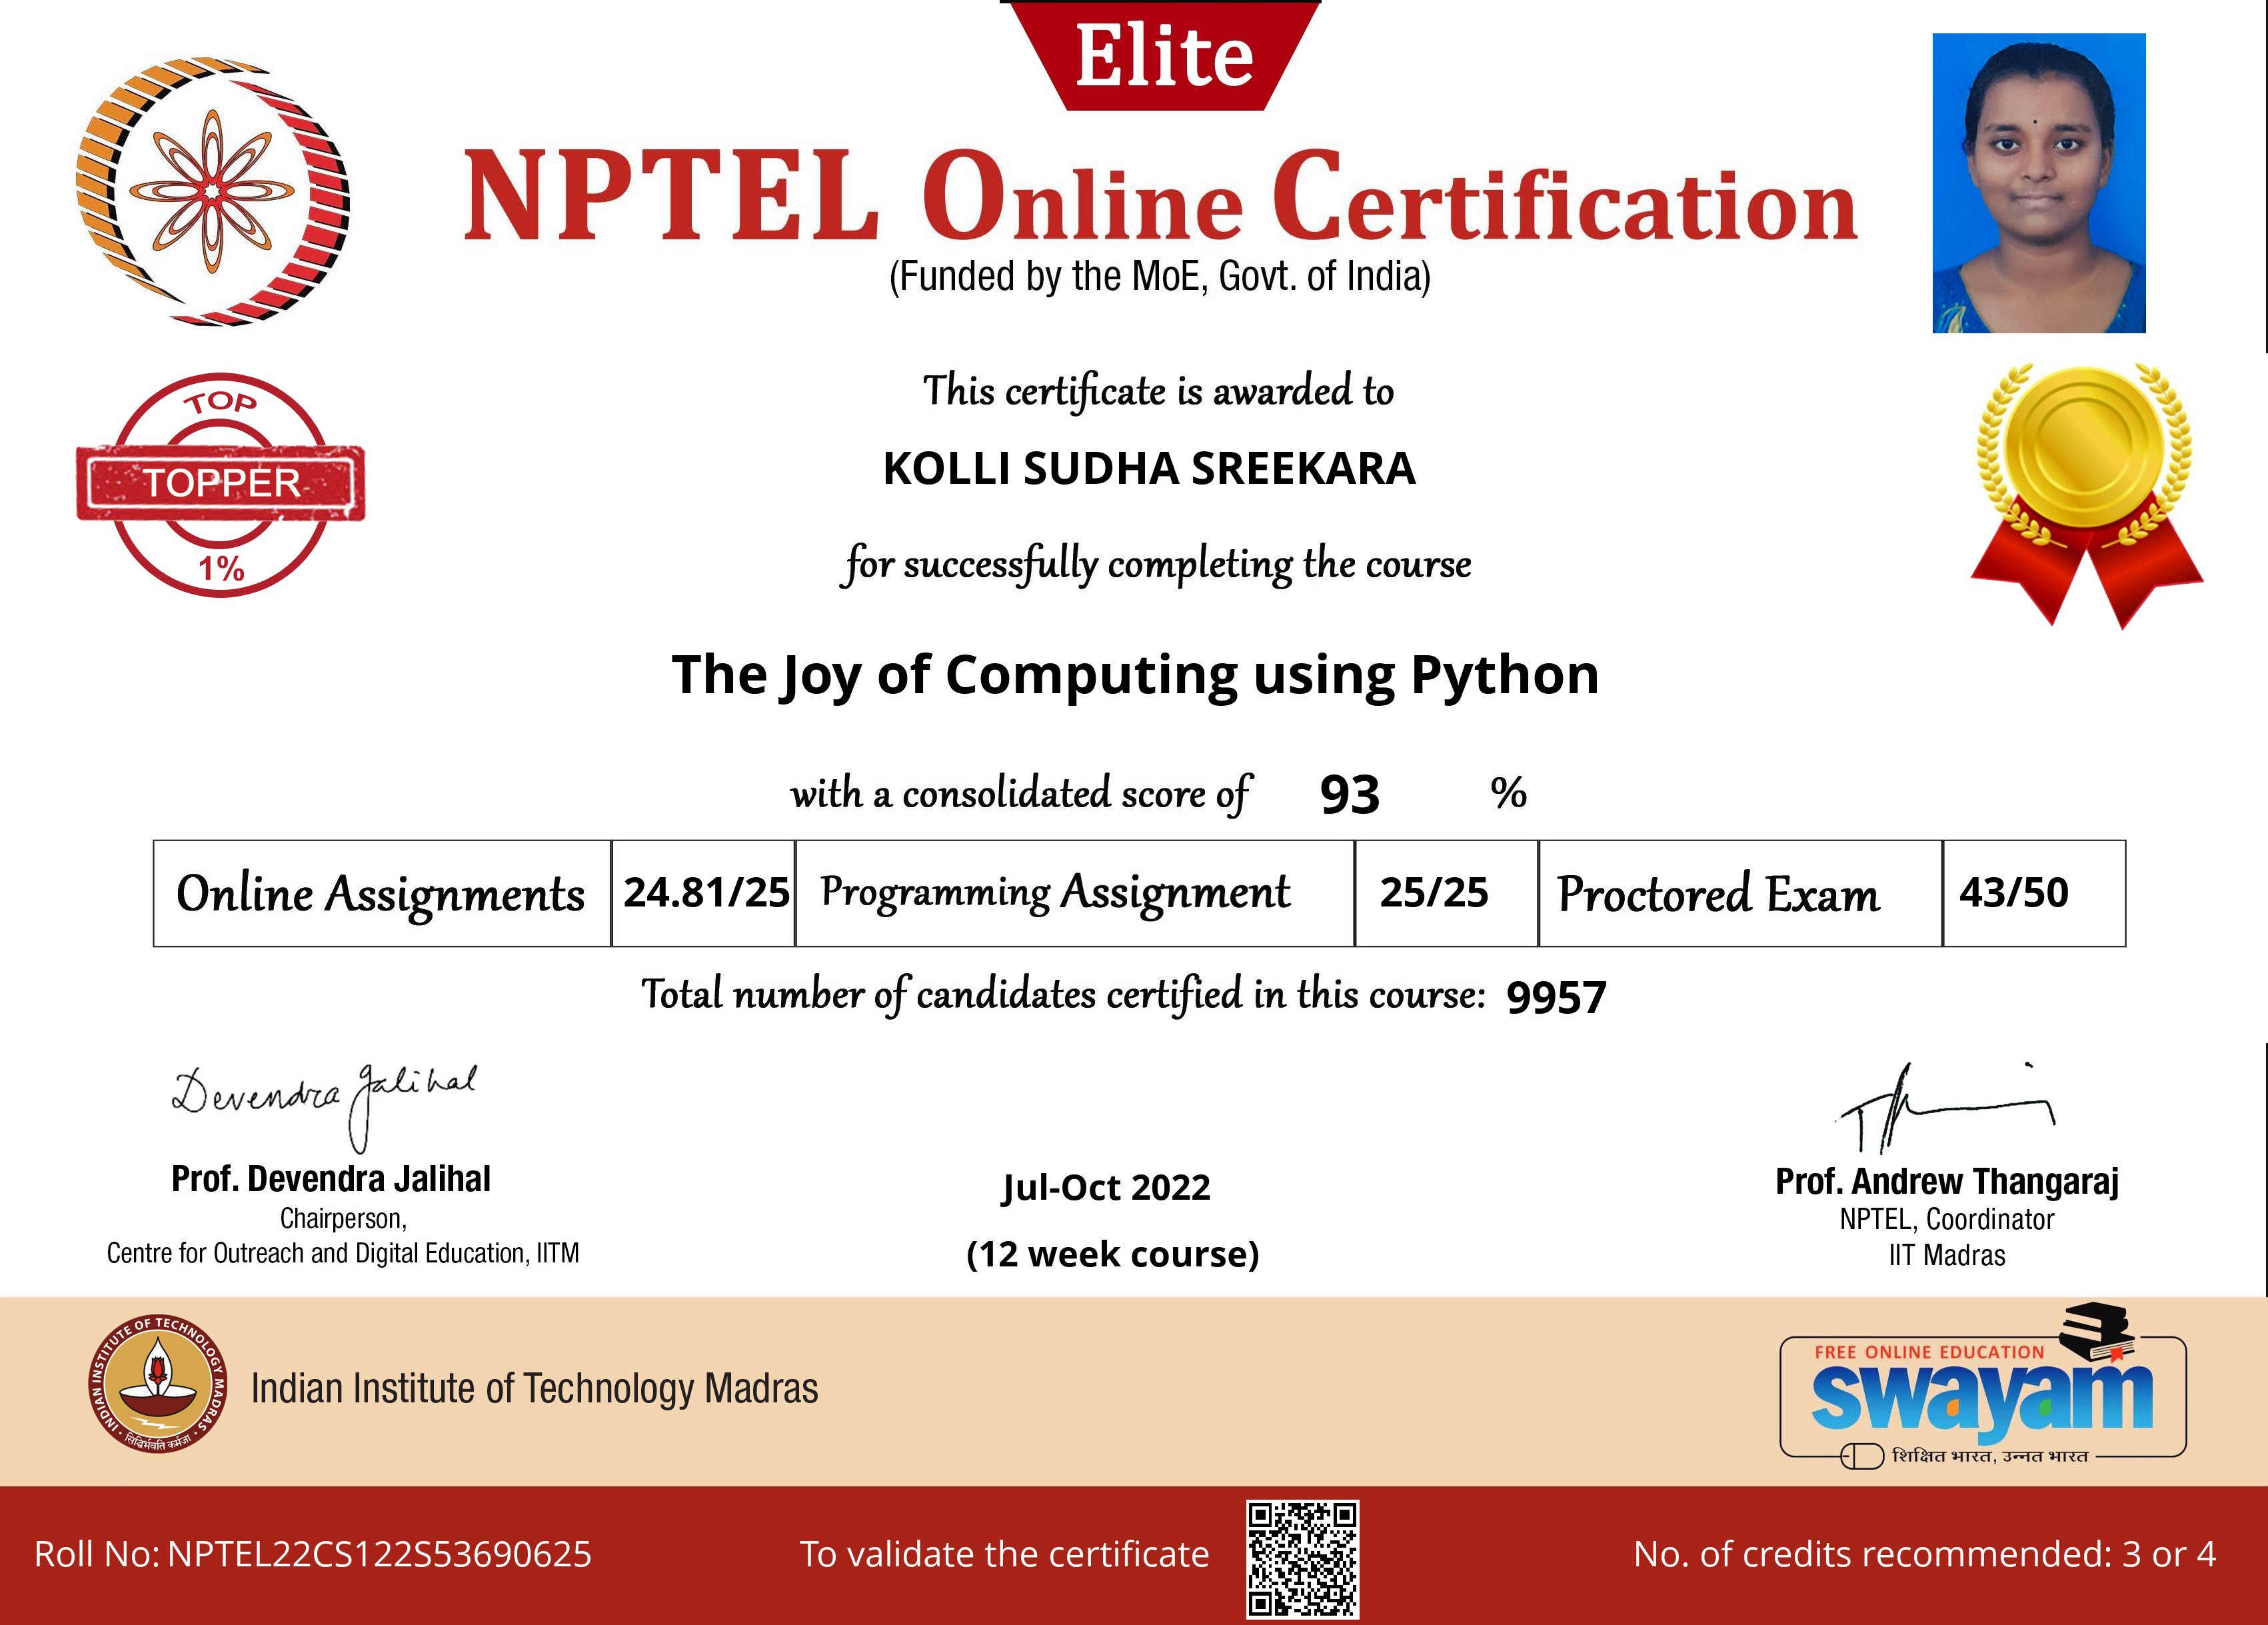 Elite
NPTEL Online Certification
(Funded by the MoE, Govt. of India)
This certificate is awarded to
TOP
TOPPER
1%
KOLLI SUDHA SREEKARA
for successfully completing the course
The Joy of Computing using Python
with a consolidated score of 93 %
Online Assignments 24.81/25 Programming Assignment 25/25 Proctored Exam 43/50
Total number of candidates certified in this course: 9957
Devendra Jalihal
Prof. Devendra Jalihal
Chairperson,
Centre for Outreach and Digital Education, IITM
Jul-Oct 2022
(12 week course)
Prof. Andrew Thangaraj
NPTEL, Coordinator
IIT Madras
INDIAN INSTITUTE OF TECHNOLOGY MADRAS
सिद्धिर्भवति कर्मजा
Indian Institute of Technology Madras
FREE ONLINE EDUCATION
swayam
शिक्षित भारत, उन्नत भारत
Roll No: NPTEL22CS122S53690625
To validate the certificate
No. of credits recommended: 3 or 4